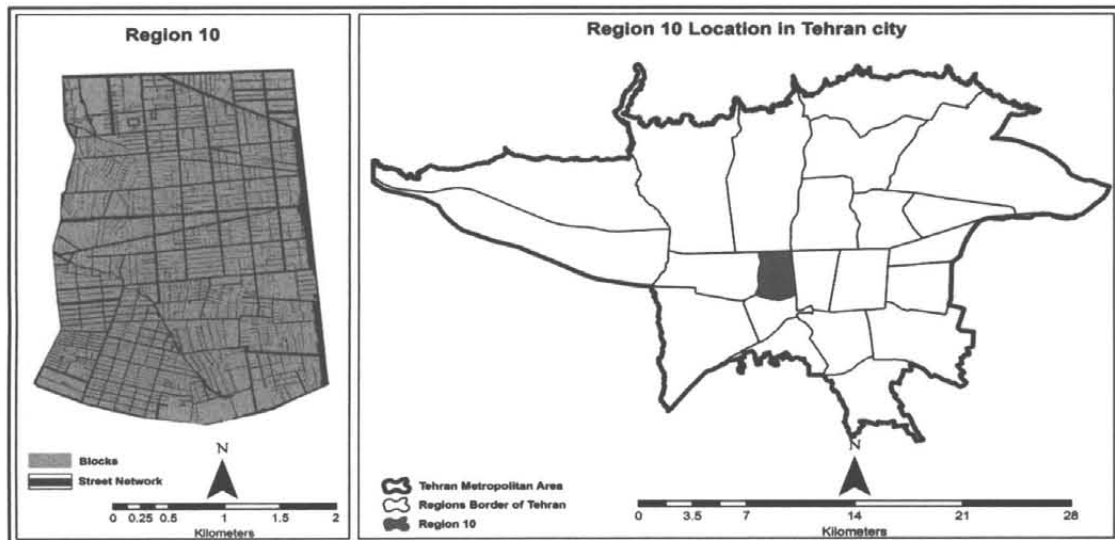 Region 10
Blocks
Street Network
N
0 0.25 0.5 1 1.5 2
Kilometers
Region 10 Location in Tehran city
N
Tehran Metropolitan Area
Regions Border of Tehran
Region 10
0 3.5 7 14 21 28
Kilometers